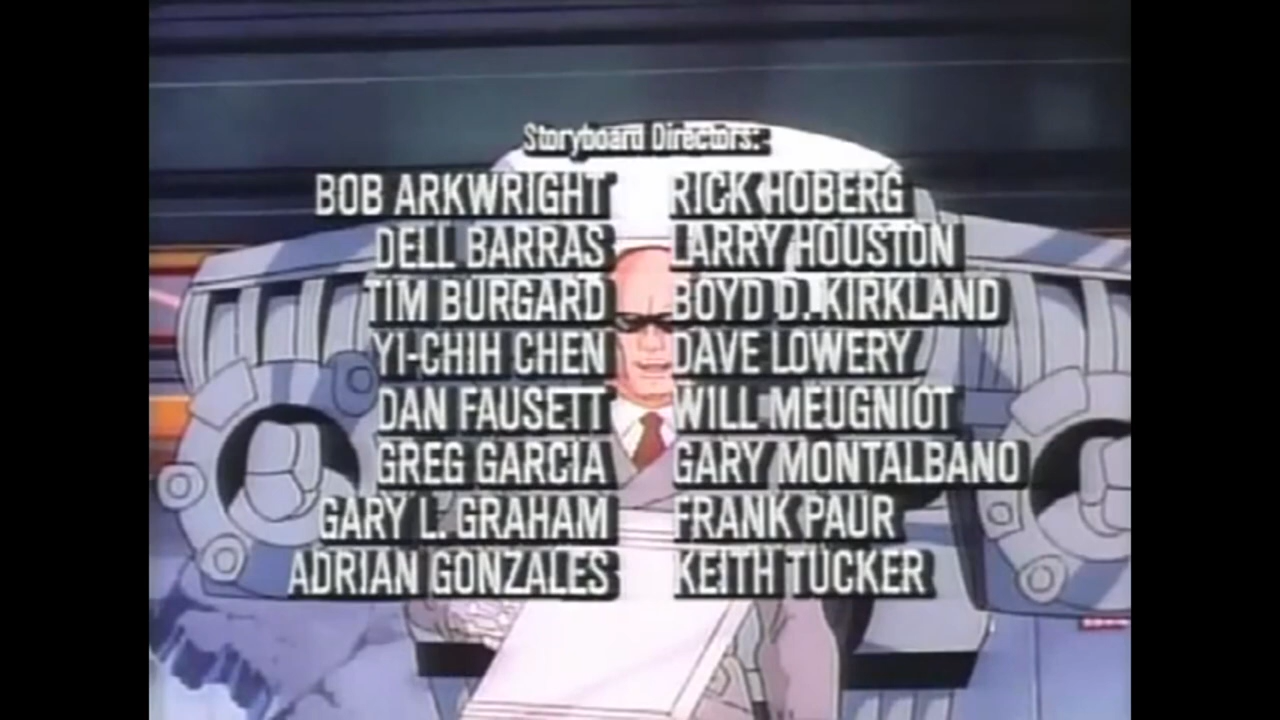 Storyboard Directors:
BOB ARKWRIGHT RICK HOBERG
DELL BARRAS LARRY HOUSTON
TIM BURGARD BOYD D. KIRKLAND
YI-CHIH CHEN DAVE LOWERY
DAN FAUSETT WILL MEUGNIOT
GREG GARCIA GARY MONTALBANO
GARY L. GRAHAM FRANK PAUR
ADRIAN GONZALES KEITH TUCKER